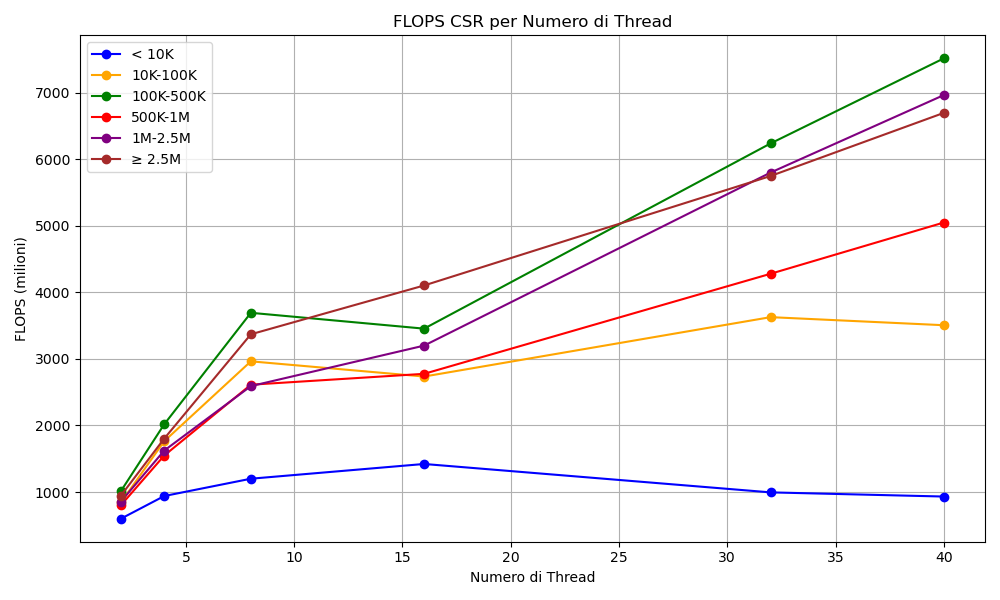 FLOPS CSR per Numero di Thread
< 10K
10K-100K
100K-500K
500K-1M
1M-2.5M
≥ 2.5M
FLOPS (milioni)
7000
6000
5000
4000
3000
2000
1000
5 10 15 20 25 30 35 40
Numero di Thread